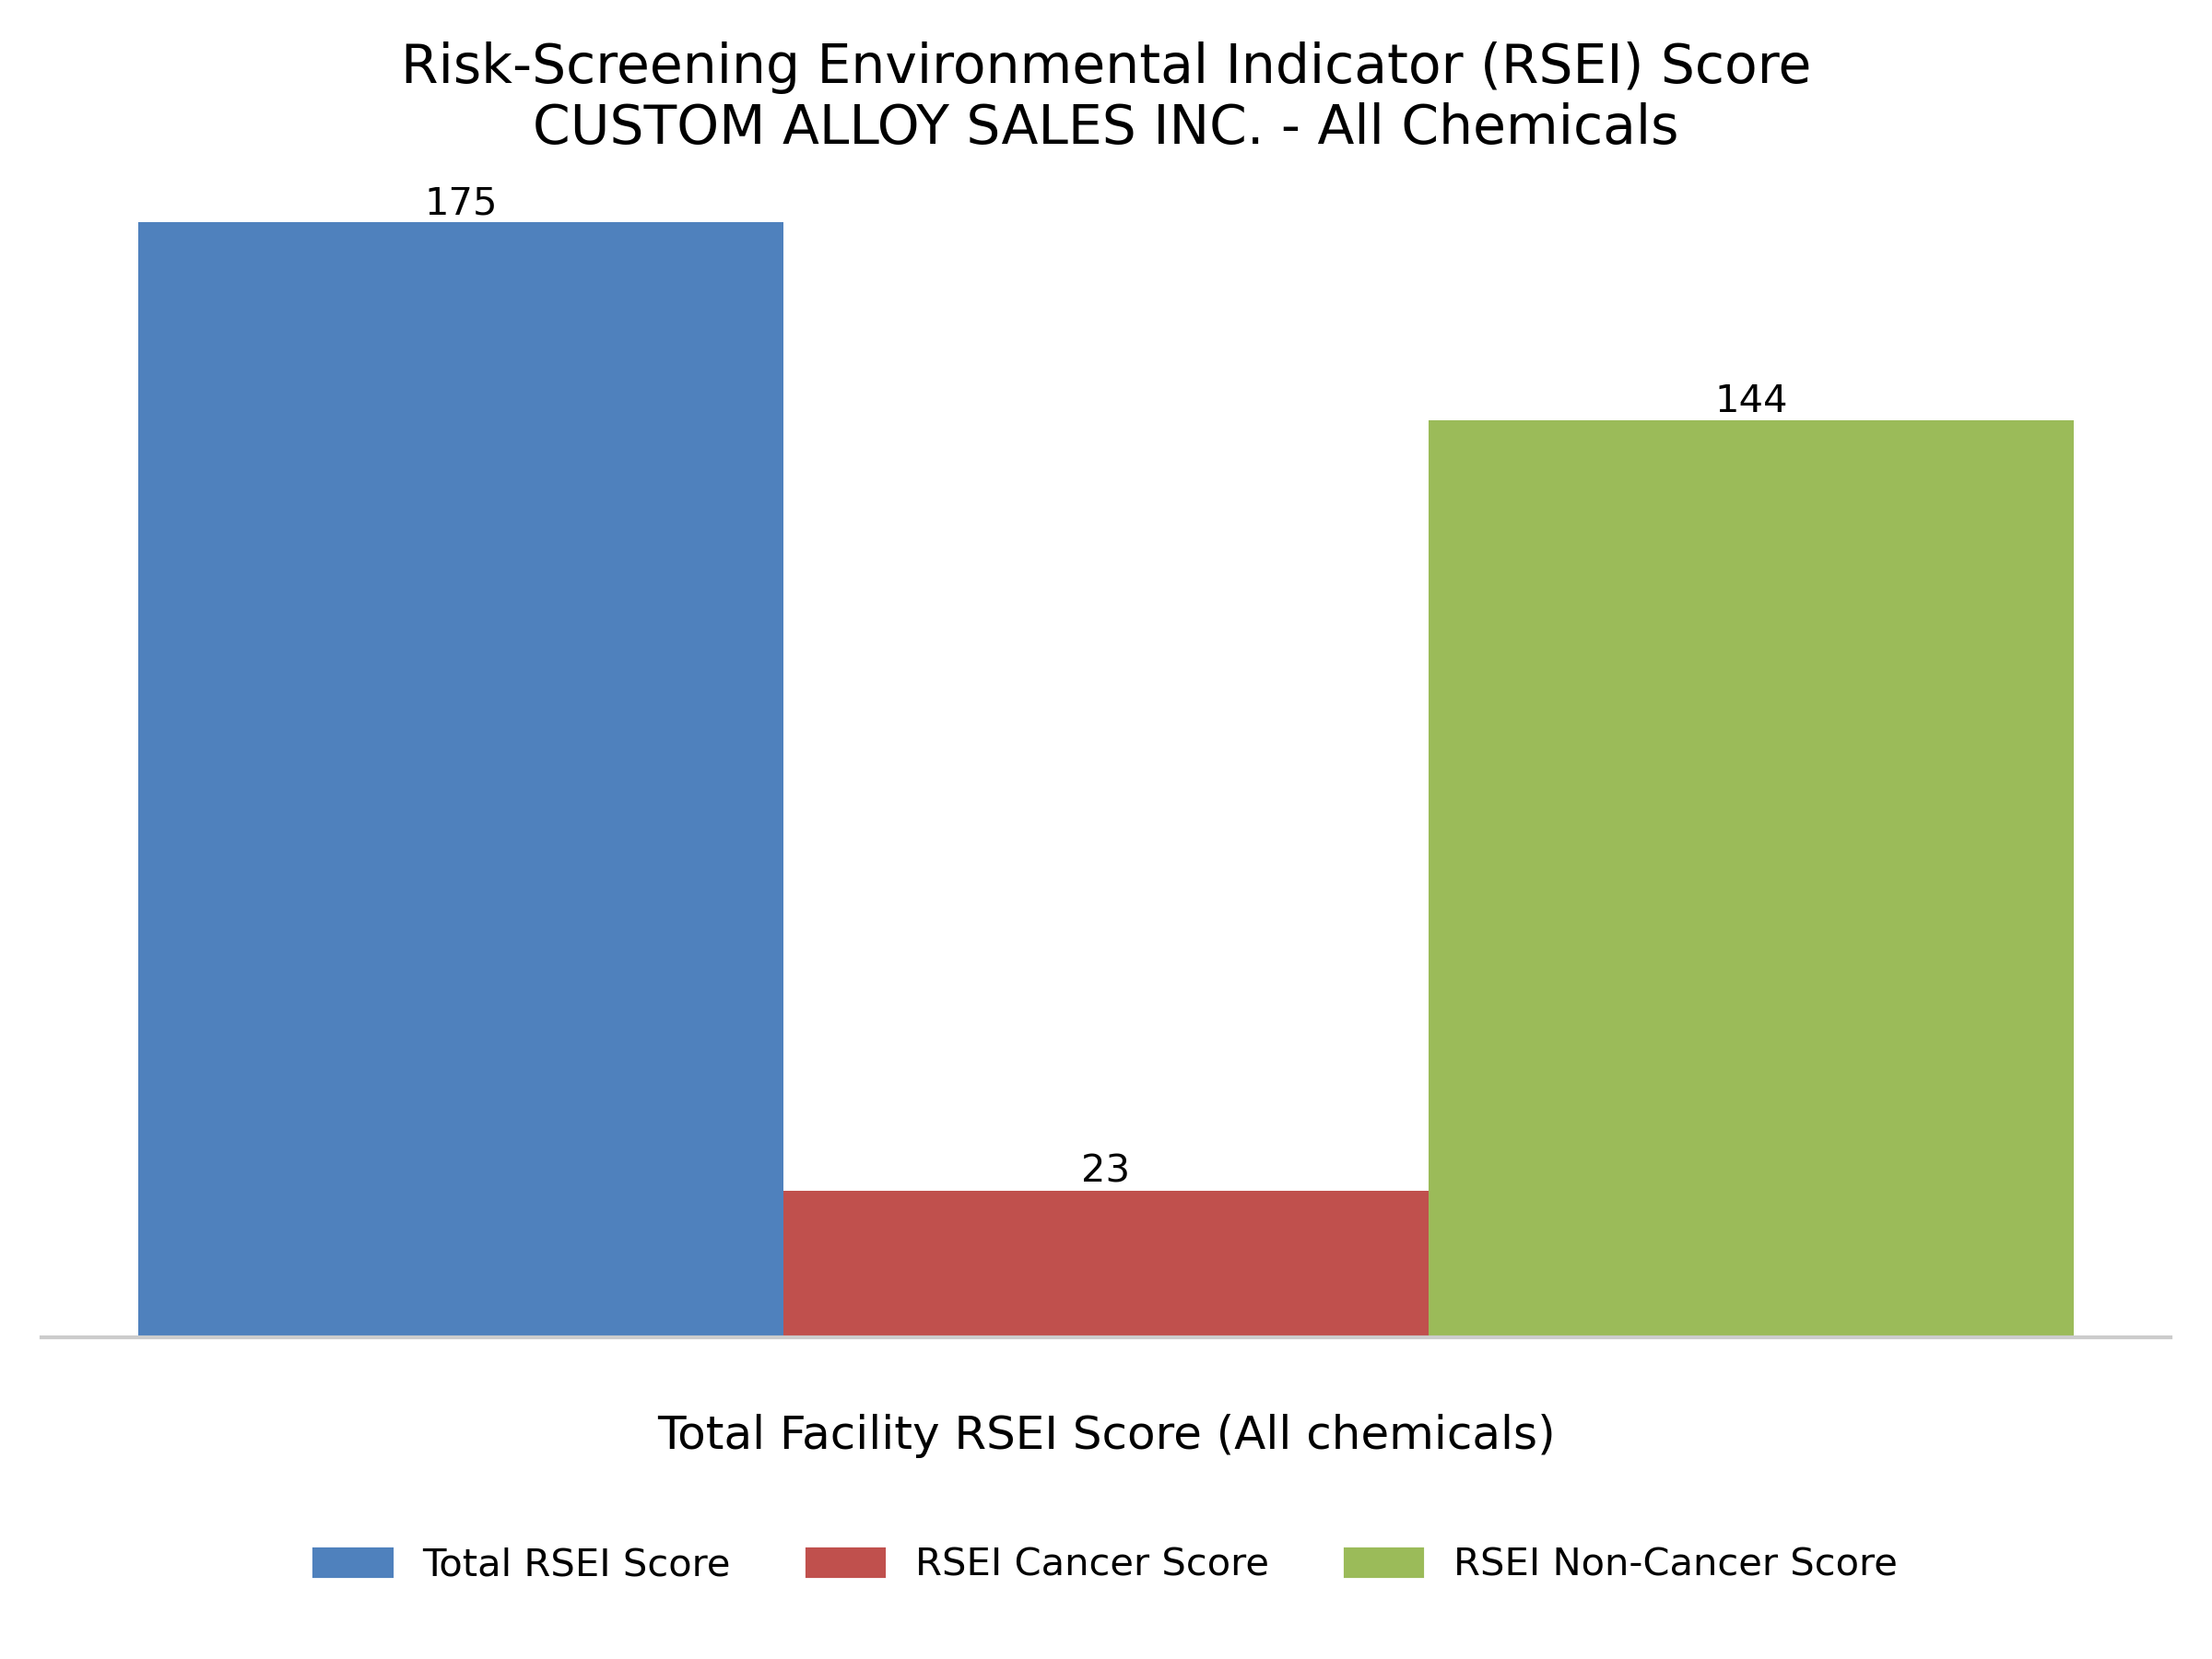 Risk-Screening Environmental Indicator (RSEI) Score
CUSTOM ALLOY SALES INC. - All Chemicals
175
144
23
Total Facility RSEI Score (All chemicals)
Total RSEI Score
RSEI Cancer Score
RSEI Non-Cancer Score